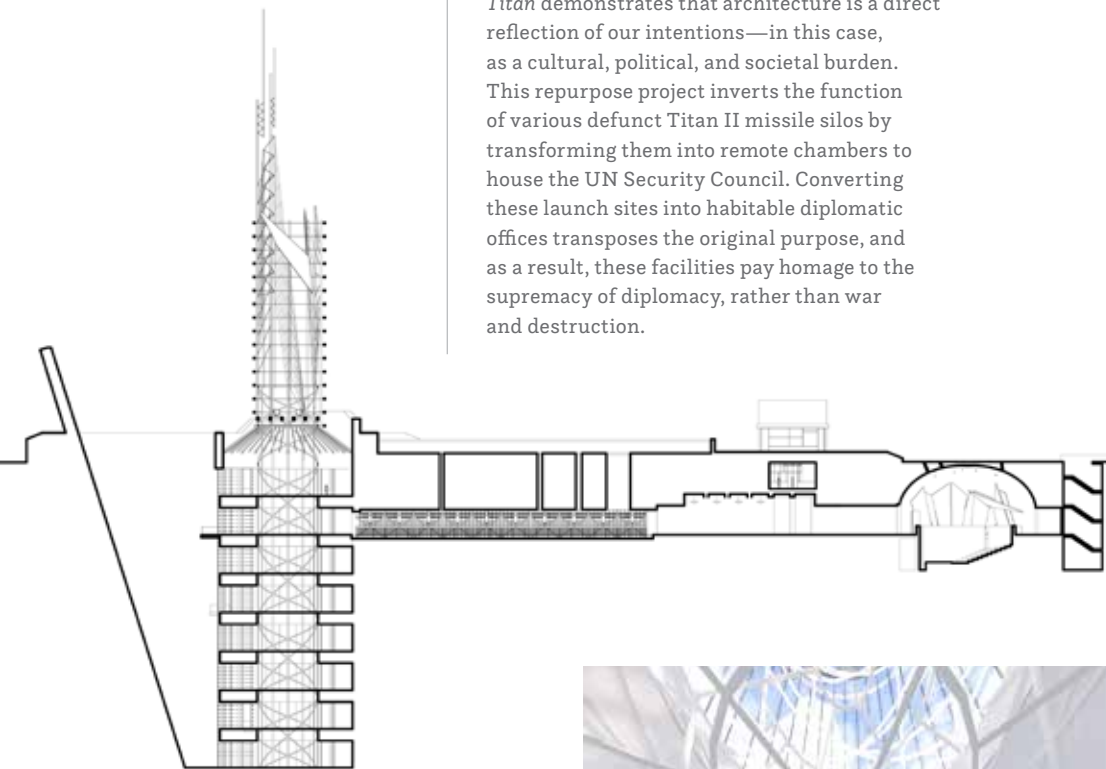 Titan demonstrates that architecture is a direct
reflection of our intentions—in this case,
as a cultural, political, and societal burden.
This repurpose project inverts the function
of various defunct Titan II missile silos by
transforming them into remote chambers to
house the UN Security Council. Converting
these launch sites into habitable diplomatic
offices transposes the original purpose, and
as a result, these facilities pay homage to the
supremacy of diplomacy, rather than war
and destruction.